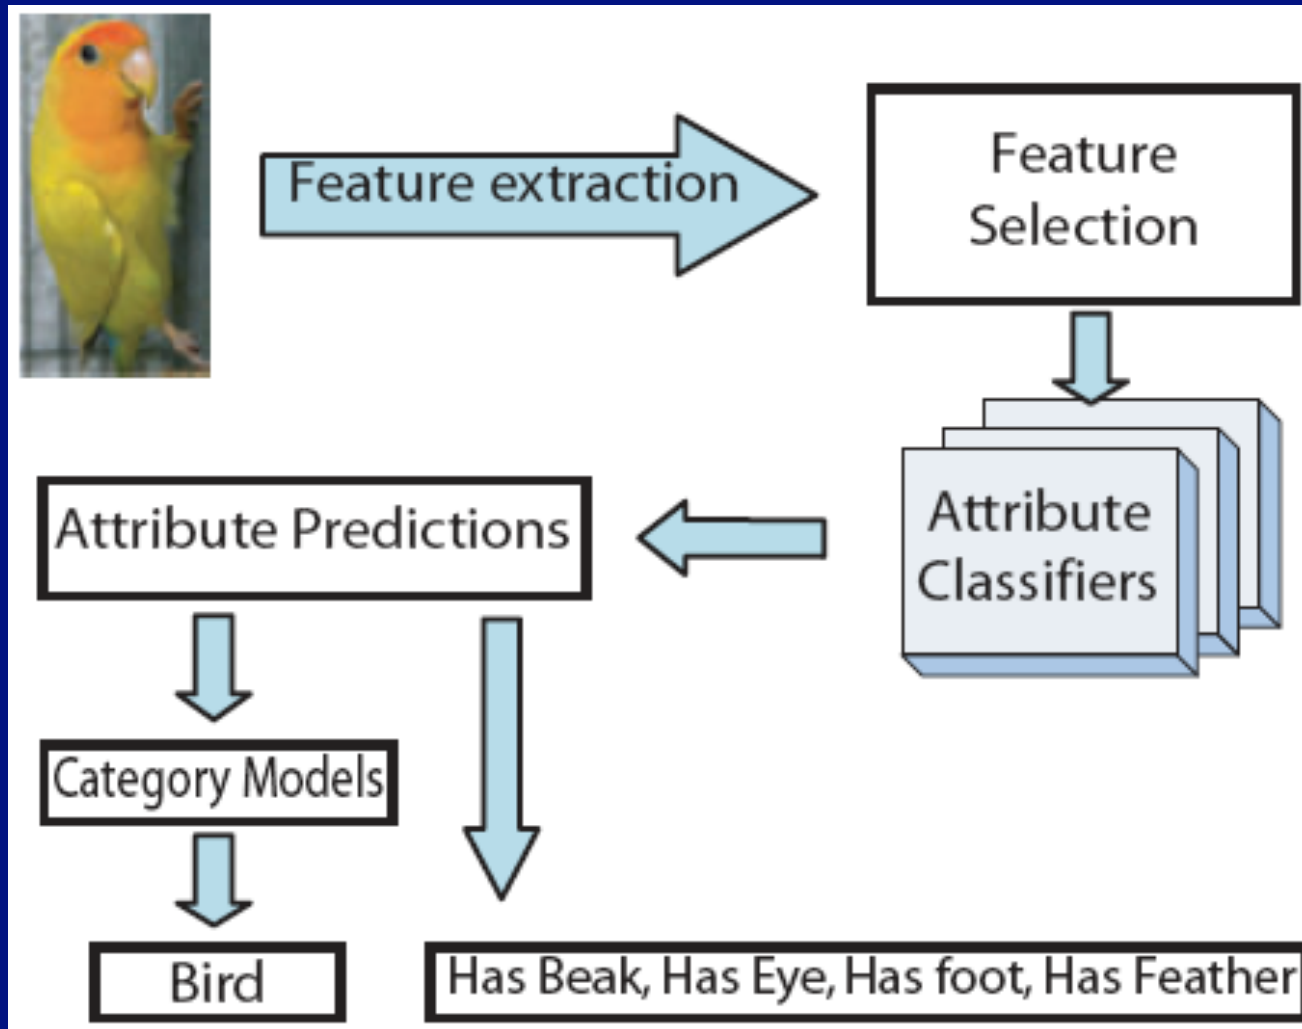 Feature extraction
Feature
Selection
Attribute
Classifiers
Attribute Predictions
Category Models
Bird
Has Beak, Has Eye, Has foot, Has Feather